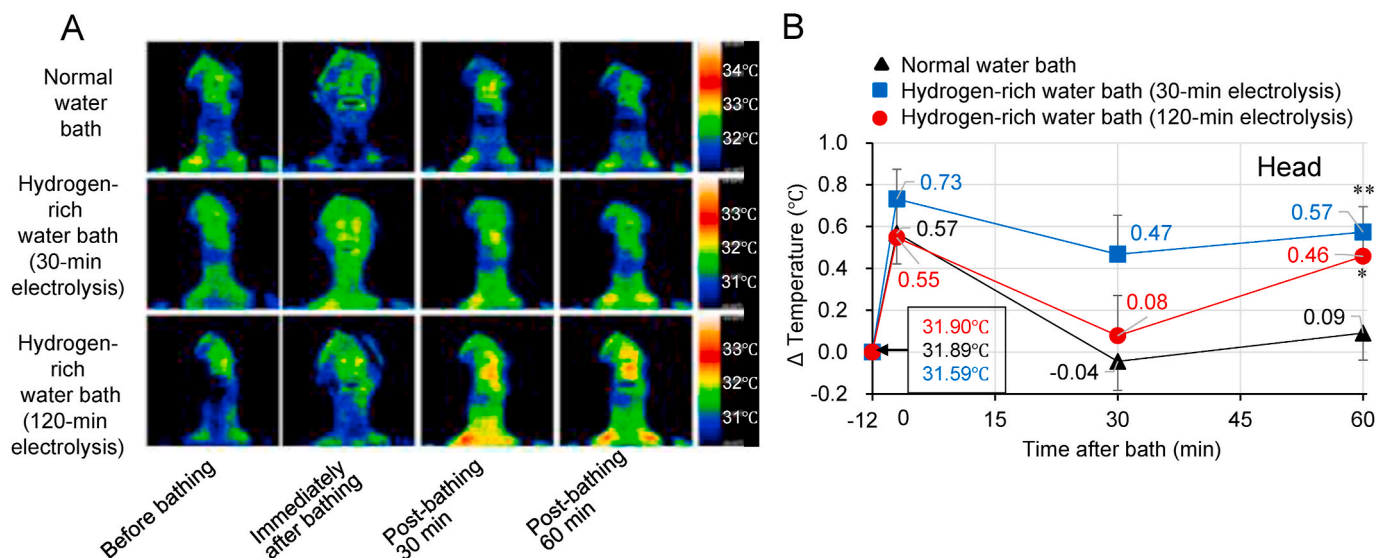 A
Normal
water
bath
34℃
33℃
32℃
Hydrogen-
rich
water bath
(30-min
electrolysis)
33℃
32℃
31℃
Hydrogen-
rich
water bath
(120-min
electrolysis)
33℃
32℃
31℃
Before bathing
Immediately
after bathing
Post-bathing
30 min
Post-bathing
60 min
B
Normal water bath
Hydrogen-rich water bath (30-min electrolysis)
Hydrogen-rich water bath (120-min electrolysis)
Head
Δ Temperature (℃)
1.0
0.8
0.6
0.4
0.2
0.0
-0.2
0.73
0.57
0.55
0.47
0.08
-0.04
**
0.57
0.46
*
0.09
31.90℃
31.89℃
31.59℃
-12
0
15
30
45
60
Time after bath (min)